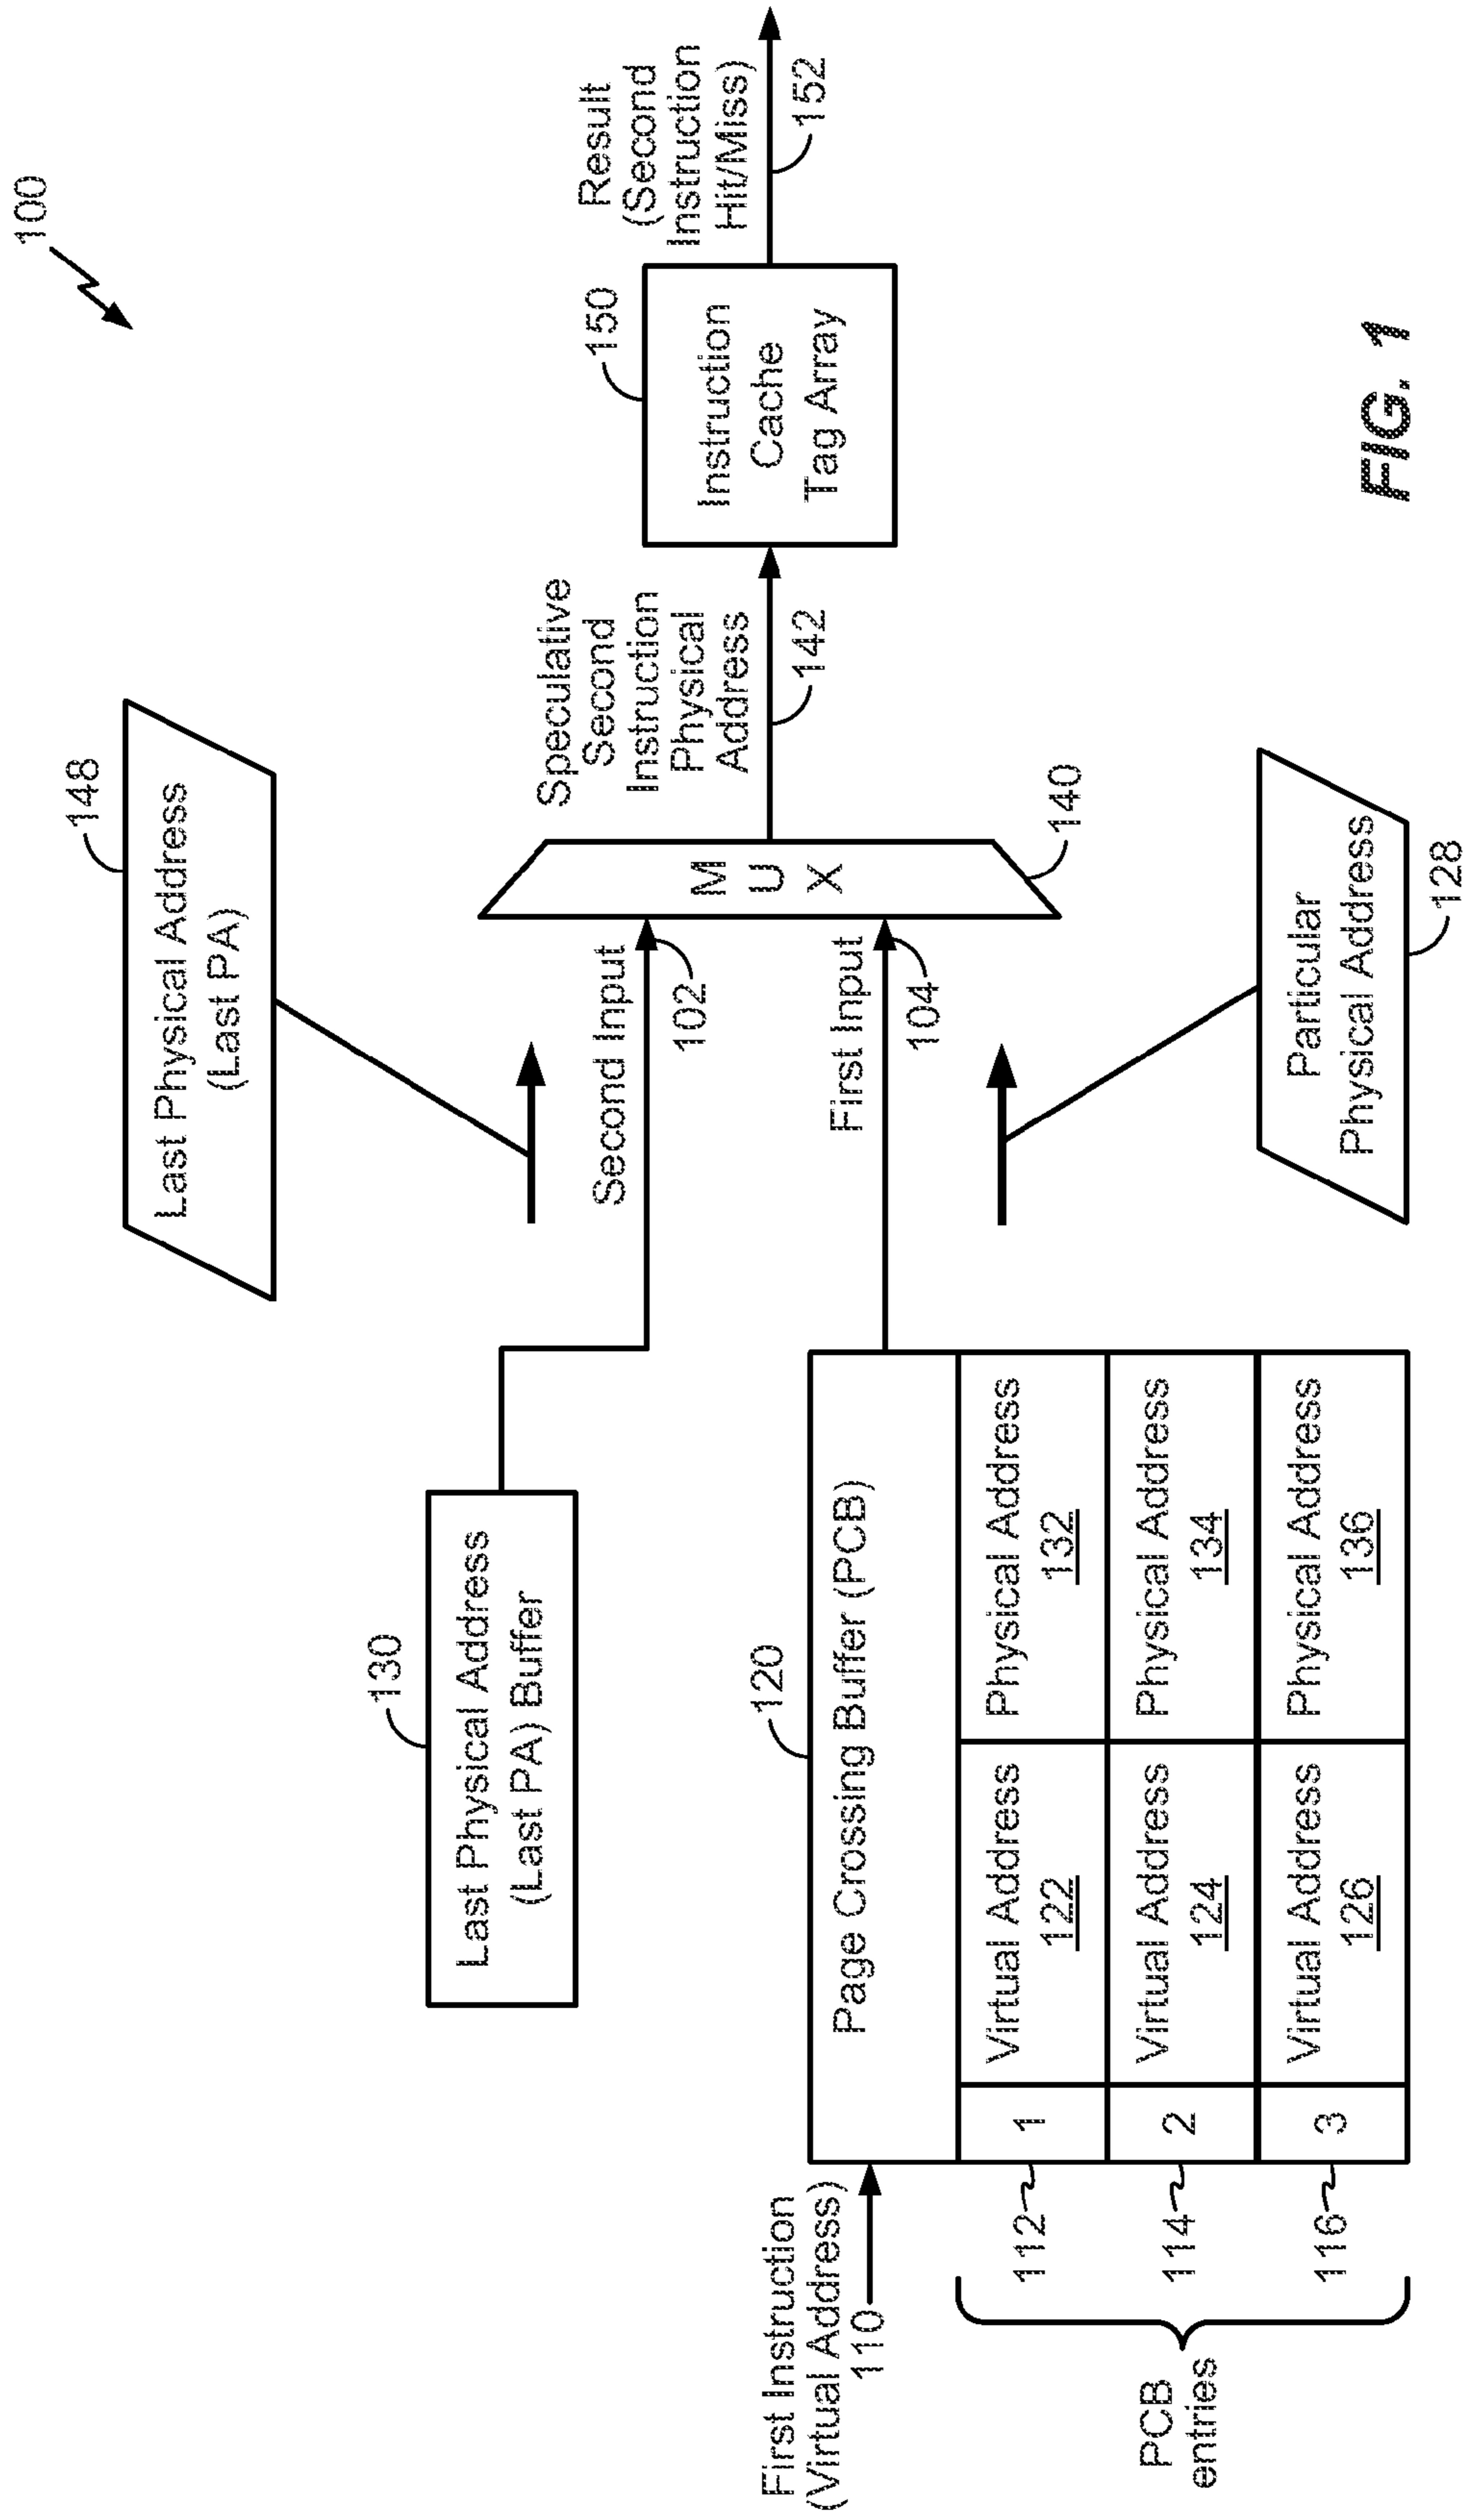 100
148
Last Physical Address
(Last PA)
130
Last Physical Address
(Last PA) Buffer
Second Input
102
Speculative
Second
Instruction
Physical
Address
142
150
Instruction
Cache
Tag Array
Result
(Second
Instruction
Hit/Miss)
152
M
U
X
140
First Input
104
First Instruction
(Virtual Address)
110
120
Page Crossing Buffer (PCB)
112
1
Virtual Address
122
Physical Address
132
114
2
Virtual Address
124
Physical Address
134
116
3
Virtual Address
126
Physical Address
136
PCB
entries
Particular
Physical Address
128
FIG. 1